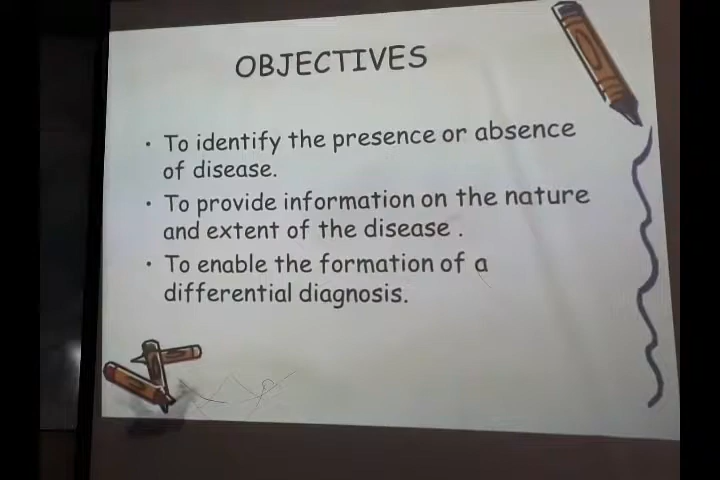 OBJECTIVES
• To identify the presence or absence
of disease.
• To provide information on the nature
and extent of the disease .
• To enable the formation of a
differential diagnosis.